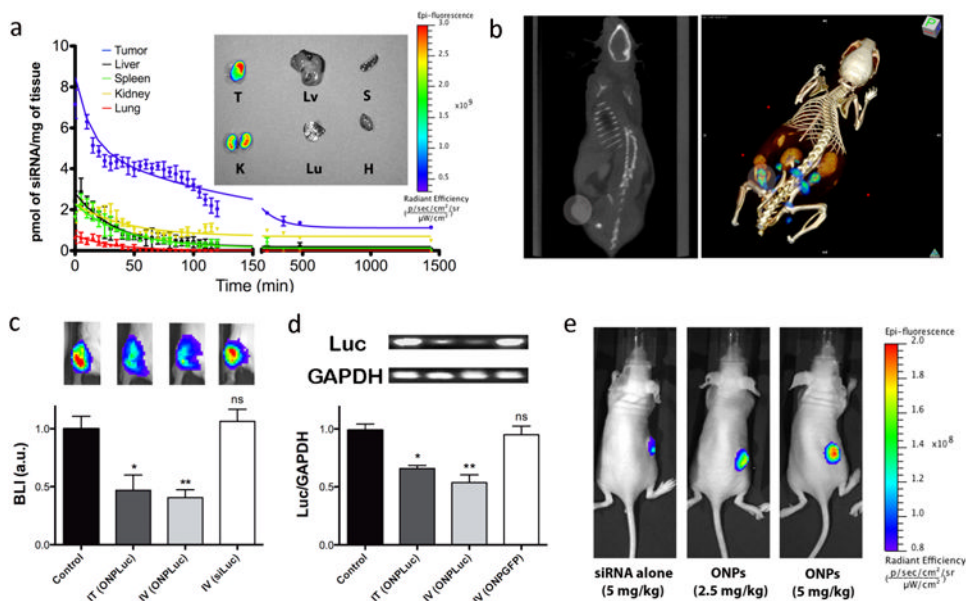 a
Epi-fluorescence
3.0
2.5
2.0
1.5
1.0
0.5
x10⁹
Radiant Efficiency
(p/sec/cm²/sr / µW/cm²)
pmol of siRNA/mg of tissue
10
8
6
4
2
0
Tumor
Liver
Spleen
Kidney
Lung
T Lv S
K Lu H
0 50 100 150 500 1000 1500
Time (min)
b
P
c
BLI (a.u.)
1.0
0.5
0.0
*
**
ns
Control
IT (ONPLuc)
IV (ONPLuc)
IV (siLuc)
d
Luc
GAPDH
Luc/GAPDH
1.0
0.5
0.0
*
**
ns
Control
IT (ONPLuc)
IV (ONPLuc)
IV (ONPGFP)
e
siRNA alone
(5 mg/kg)
ONPs
(2.5 mg/kg)
ONPs
(5 mg/kg)
Epi-fluorescence
2.0
1.8
1.6
1.4
1.2
1.0
0.8
x10⁸
Radiant Efficiency
(p/sec/cm²/sr / µW/cm²)